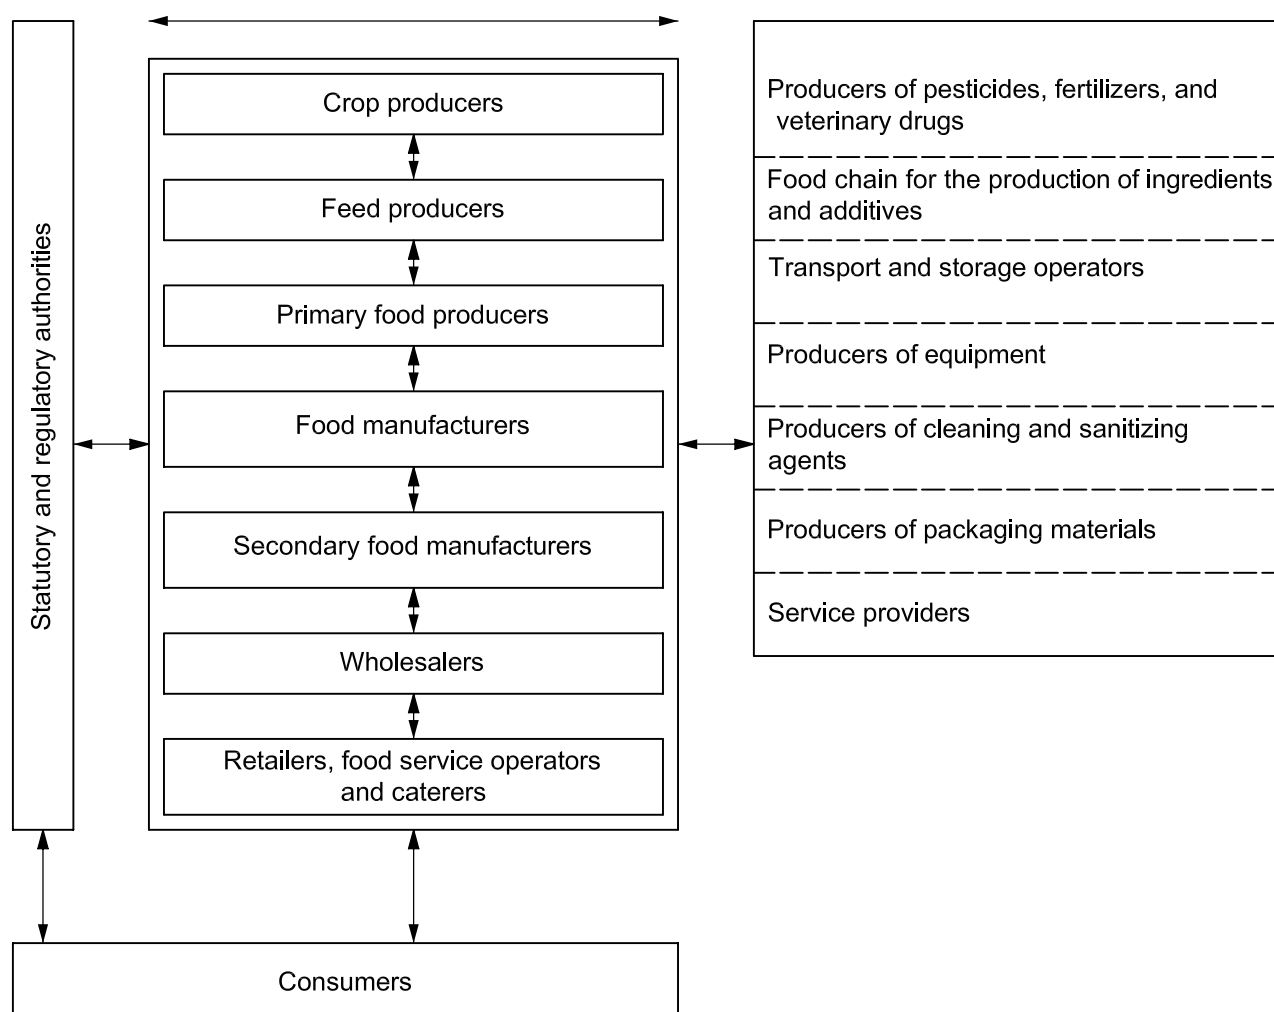 Statutory and regulatory authorities
Crop producers
Feed producers
Primary food producers
Food manufacturers
Secondary food manufacturers
Wholesalers
Retailers, food service operators
and caterers
Producers of pesticides, fertilizers, and
veterinary drugs
Food chain for the production of ingredients
and additives
Transport and storage operators
Producers of equipment
Producers of cleaning and sanitizing
agents
Producers of packaging materials
Service providers
Consumers